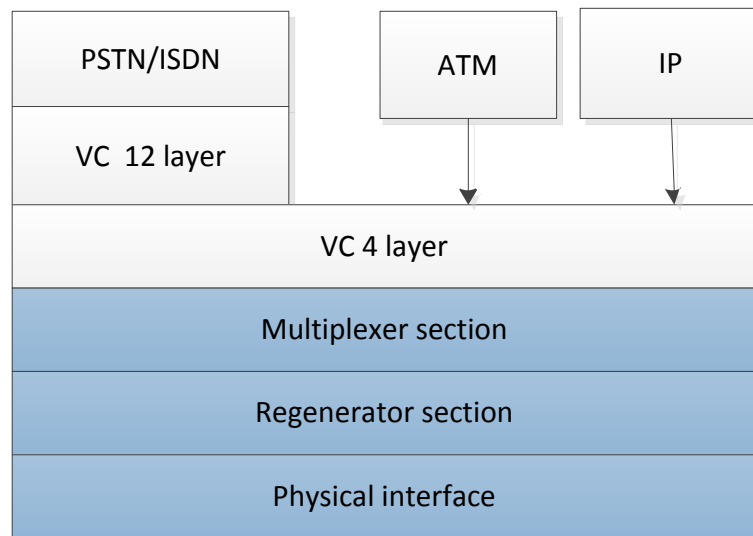 PSTN/ISDN
ATM
IP
VC 12 layer
VC 4 layer
Multiplexer section
Regenerator section
Physical interface